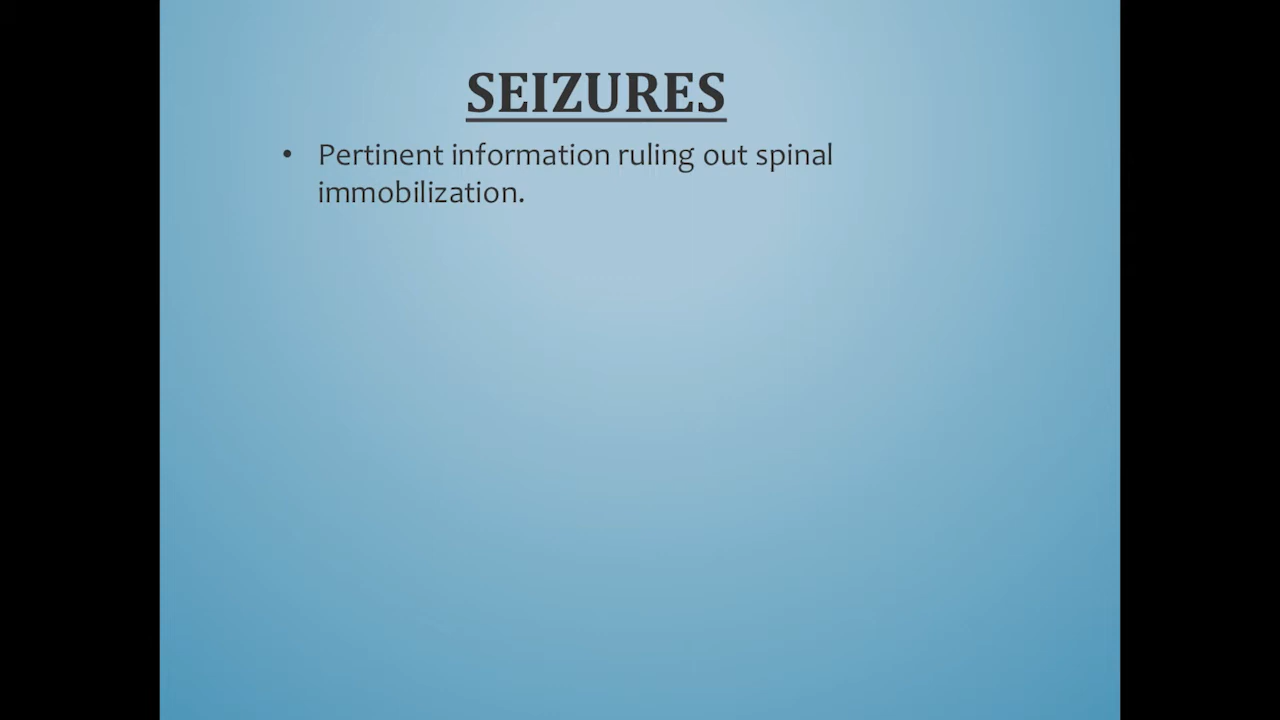 SEIZURES
• Pertinent information ruling out spinal
immobilization.